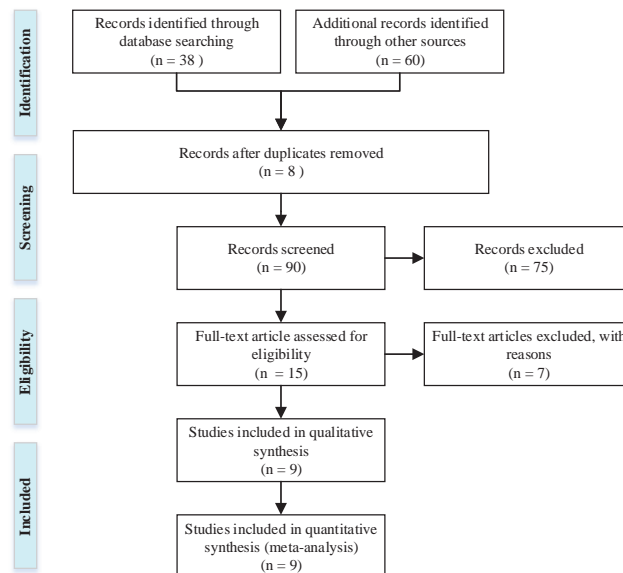 Identification
Records identified through
database searching
(n = 38 )
Additional records identified
through other sources
(n = 60)
Records after duplicates removed
(n = 8 )
Screening
Records screened
(n = 90)
Records excluded
(n = 75)
Eligibility
Full-text article assessed for
eligibility
(n = 15)
Full-text articles excluded, with
reasons
(n = 7)
Studies included in qualitative
synthesis
(n = 9)
Included
Studies included in quantitative
synthesis (meta-analysis)
(n = 9)